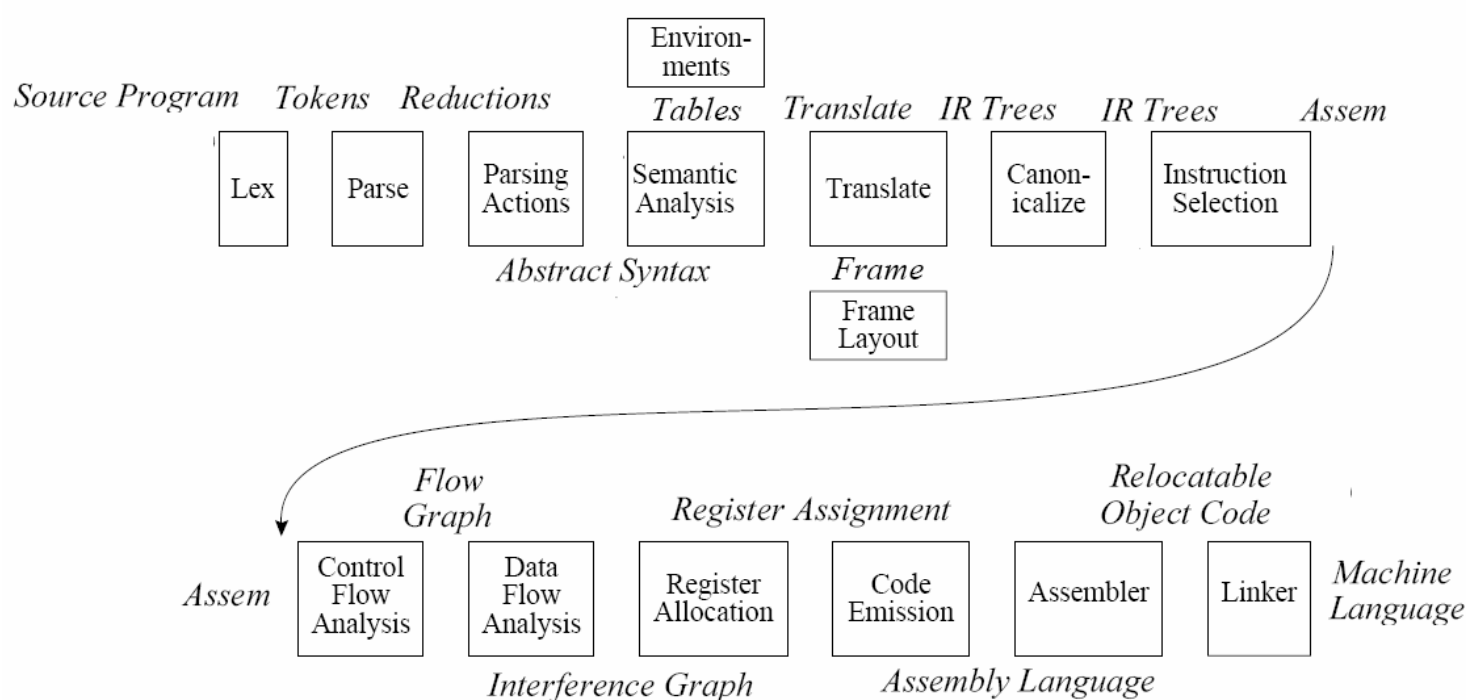 Environ-
ments
Source Program Tokens Reductions Tables Translate IR Trees IR Trees Assem
Lex
Parse
Parsing
Actions
Semantic
Analysis
Translate
Canon-
icalize
Instruction
Selection
Abstract Syntax
Frame
Frame
Layout
Flow
Graph
Register Assignment
Relocatable
Object Code
Assem
Control
Flow
Analysis
Data
Flow
Analysis
Register
Allocation
Code
Emission
Assembler
Linker
Machine
Language
Interference Graph
Assembly Language